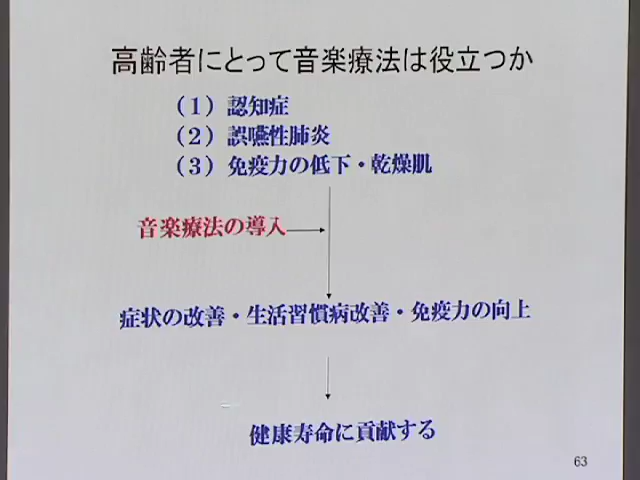 高齢者にとって音楽療法は役立つか
（1）認知症
（2）誤嚥性肺炎
（3）免疫力の低下・乾燥肌
音楽療法の導入
症状の改善・生活習慣病改善・免疫力の向上
健康寿命に貢献する
63